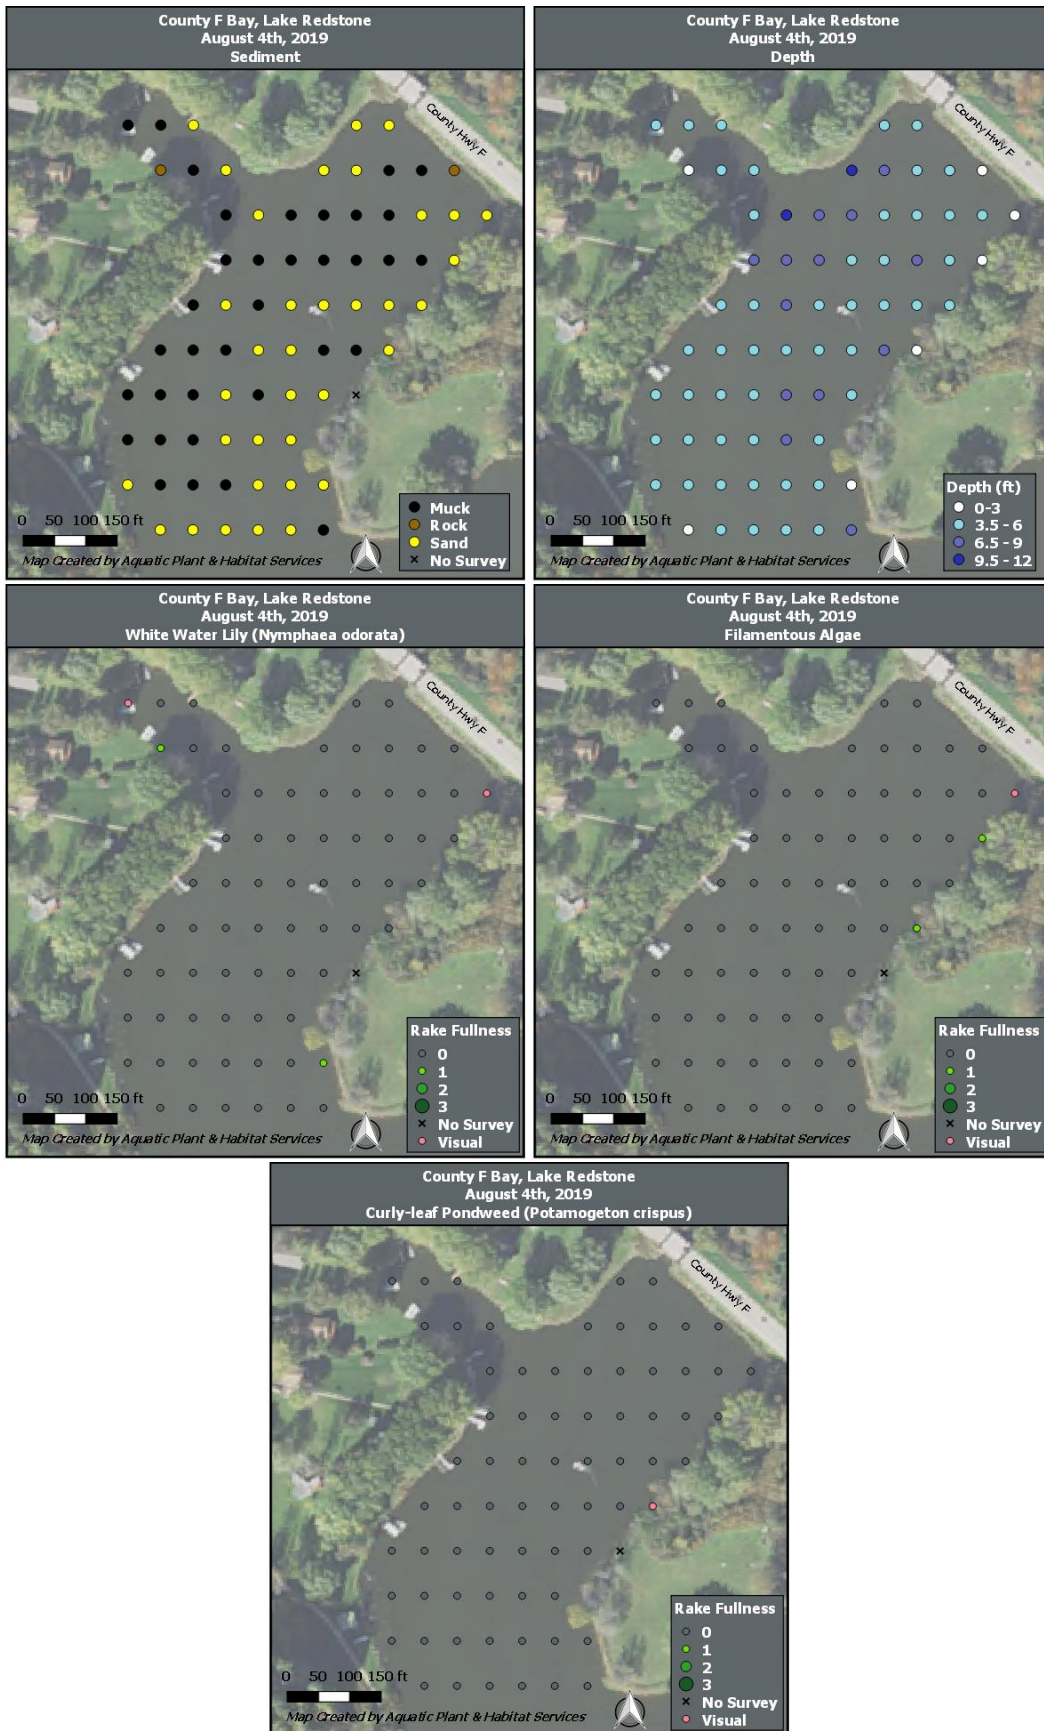 County F Bay, Lake Redstone
August 4th, 2019
Sediment
County Hwy F
Muck
Rock
Sand
No Survey
0 50 100 150 ft
Map Created by Aquatic Plant & Habitat Services
County F Bay, Lake Redstone
August 4th, 2019
Depth
County Hwy F
Depth (ft)
0-3
3.5 - 6
6.5 - 9
9.5 - 12
0 50 100 150 ft
Map Created by Aquatic Plant & Habitat Services
County F Bay, Lake Redstone
August 4th, 2019
White Water Lily (Nymphaea odorata)
County Hwy F
Rake Fullness
0
1
2
3
No Survey
Visual
0 50 100 150 ft
Map Created by Aquatic Plant & Habitat Services
County F Bay, Lake Redstone
August 4th, 2019
Filamentous Algae
County Hwy F
Rake Fullness
0
1
2
3
No Survey
Visual
0 50 100 150 ft
Map Created by Aquatic Plant & Habitat Services
County F Bay, Lake Redstone
August 4th, 2019
Curly-leaf Pondweed (Potamogeton crispus)
County Hwy F
Rake Fullness
0
1
2
3
No Survey
Visual
0 50 100 150 ft
Map Created by Aquatic Plant & Habitat Services